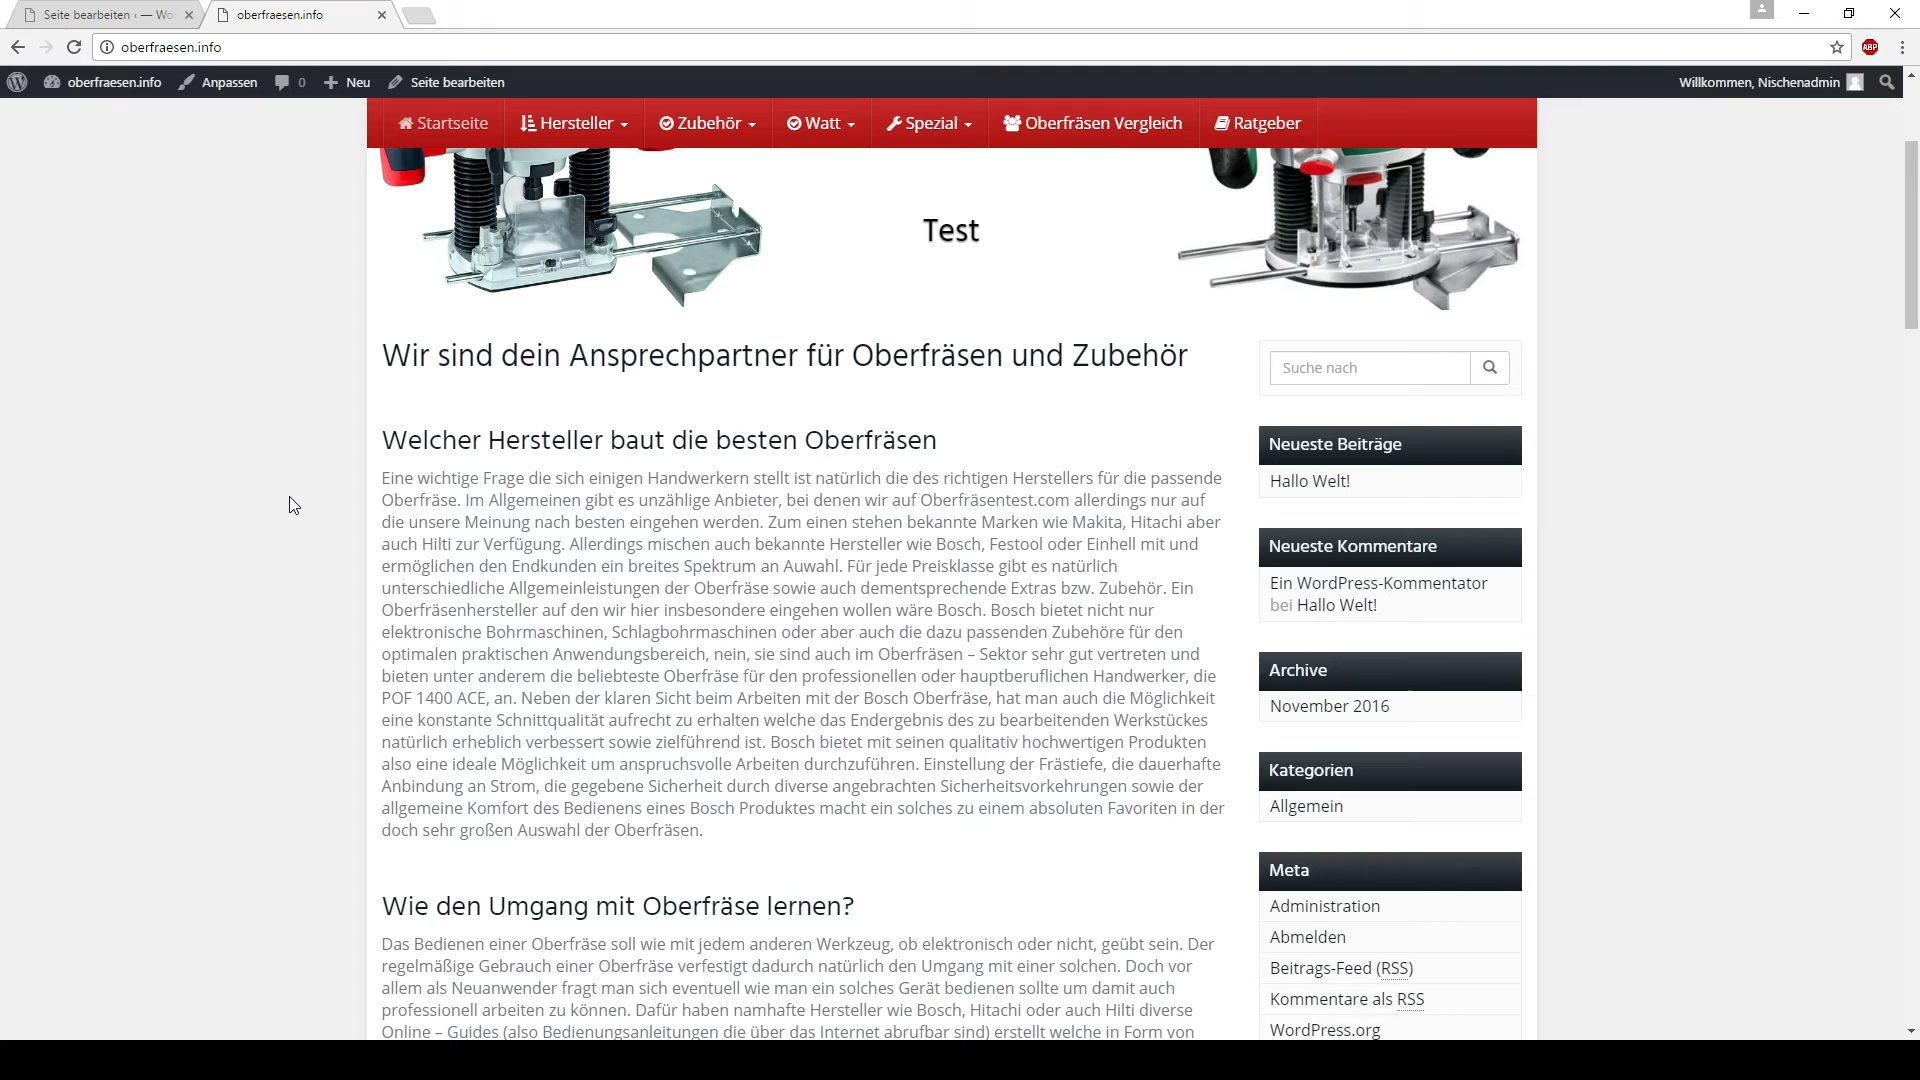 Seite bearbeiten ‹ — Wo
oberfraesen.info
oberfraesen.info
ABP
oberfraesen.info Anpassen 0 Neu Seite bearbeiten Willkommen, Nischenadmin
Startseite Hersteller Zubehör Watt Spezial Oberfräsen Vergleich Ratgeber
Test
Wir sind dein Ansprechpartner für Oberfräsen und Zubehör
Welcher Hersteller baut die besten Oberfräsen
Eine wichtige Frage die sich einigen Handwerkern stellt ist natürlich die des richtigen Herstellers für die passende
Oberfräse. Im Allgemeinen gibt es unzählige Anbieter, bei denen wir auf Oberfräsentest.com allerdings nur auf
die unsere Meinung nach besten eingehen werden. Zum einen stehen bekannte Marken wie Makita, Hitachi aber
auch Hilti zur Verfügung. Allerdings mischen auch bekannte Hersteller wie Bosch, Festool oder Einhell mit und
ermöglichen den Endkunden ein breites Spektrum an Auwahl. Für jede Preisklasse gibt es natürlich
unterschiedliche Allgemeinleistungen der Oberfräse sowie auch dementsprechende Extras bzw. Zubehör. Ein
Oberfräsenhersteller auf den wir hier insbesondere eingehen wollen wäre Bosch. Bosch bietet nicht nur
elektronische Bohrmaschinen, Schlagbohrmaschinen oder aber auch die dazu passenden Zubehöre für den
optimalen praktischen Anwendungsbereich, nein, sie sind auch im Oberfräsen – Sektor sehr gut vertreten und
bieten unter anderem die beliebteste Oberfräse für den professionellen oder hauptberuflichen Handwerker, die
POF 1400 ACE, an. Neben der klaren Sicht beim Arbeiten mit der Bosch Oberfräse, hat man auch die Möglichkeit
eine konstante Schnittqualität aufrecht zu erhalten welche das Endergebnis des zu bearbeitenden Werkstückes
natürlich erheblich verbessert sowie zielführend ist. Bosch bietet mit seinen qualitativ hochwertigen Produkten
also eine ideale Möglichkeit um anspruchsvolle Arbeiten durchzuführen. Einstellung der Frästiefe, die dauerhafte
Anbindung an Strom, die gegebene Sicherheit durch diverse angebrachten Sicherheitsvorkehrungen sowie der
allgemeine Komfort des Bedienens eines Bosch Produktes macht ein solches zu einem absoluten Favoriten in der
doch sehr großen Auswahl der Oberfräsen.
Wie den Umgang mit Oberfräse lernen?
Das Bedienen einer Oberfräse soll wie mit jedem anderen Werkzeug, ob elektronisch oder nicht, geübt sein. Der
regelmäßige Gebrauch einer Oberfräse verfestigt dadurch natürlich den Umgang mit einer solchen. Doch vor
allem als Neuanwender fragt man sich eventuell wie man ein solches Gerät bedienen sollte um damit auch
professionell arbeiten zu können. Dafür haben namhafte Hersteller wie Bosch, Hitachi oder auch Hilti diverse
Online – Guides (also Bedienungsanleitungen die über das Internet abrufbar sind) erstellt welche in Form von
Suche nach
Neueste Beiträge
Hallo Welt!
Neueste Kommentare
Ein WordPress-Kommentator
bei Hallo Welt!
Archive
November 2016
Kategorien
Allgemein
Meta
Administration
Abmelden
Beitrags-Feed (RSS)
Kommentare als RSS
WordPress.org